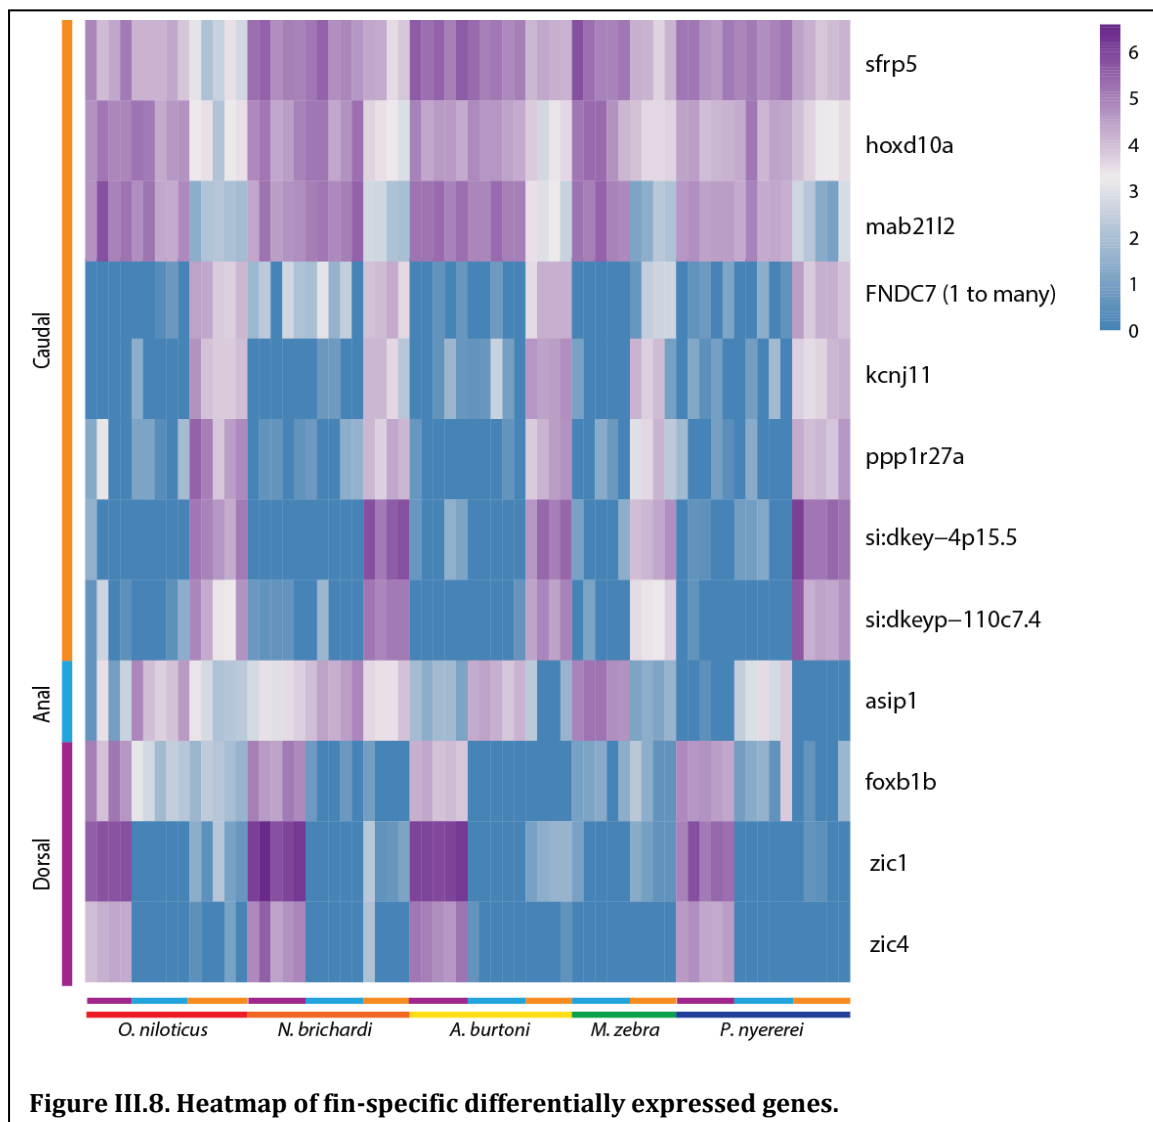 sfrp5
hoxd10a
mab21l2
FNDC7 (1 to many)
kcnj11
ppp1r27a
si:dkey−4p15.5
si:dkeyp−110c7.4
asip1
foxb1b
zic1
zic4
Caudal
Anal
Dorsal
6
5
4
3
2
1
0
O. niloticus N. brichardi A. burtoni M. zebra P. nyererei
Figure III.8. Heatmap of fin-specific differentially expressed genes.